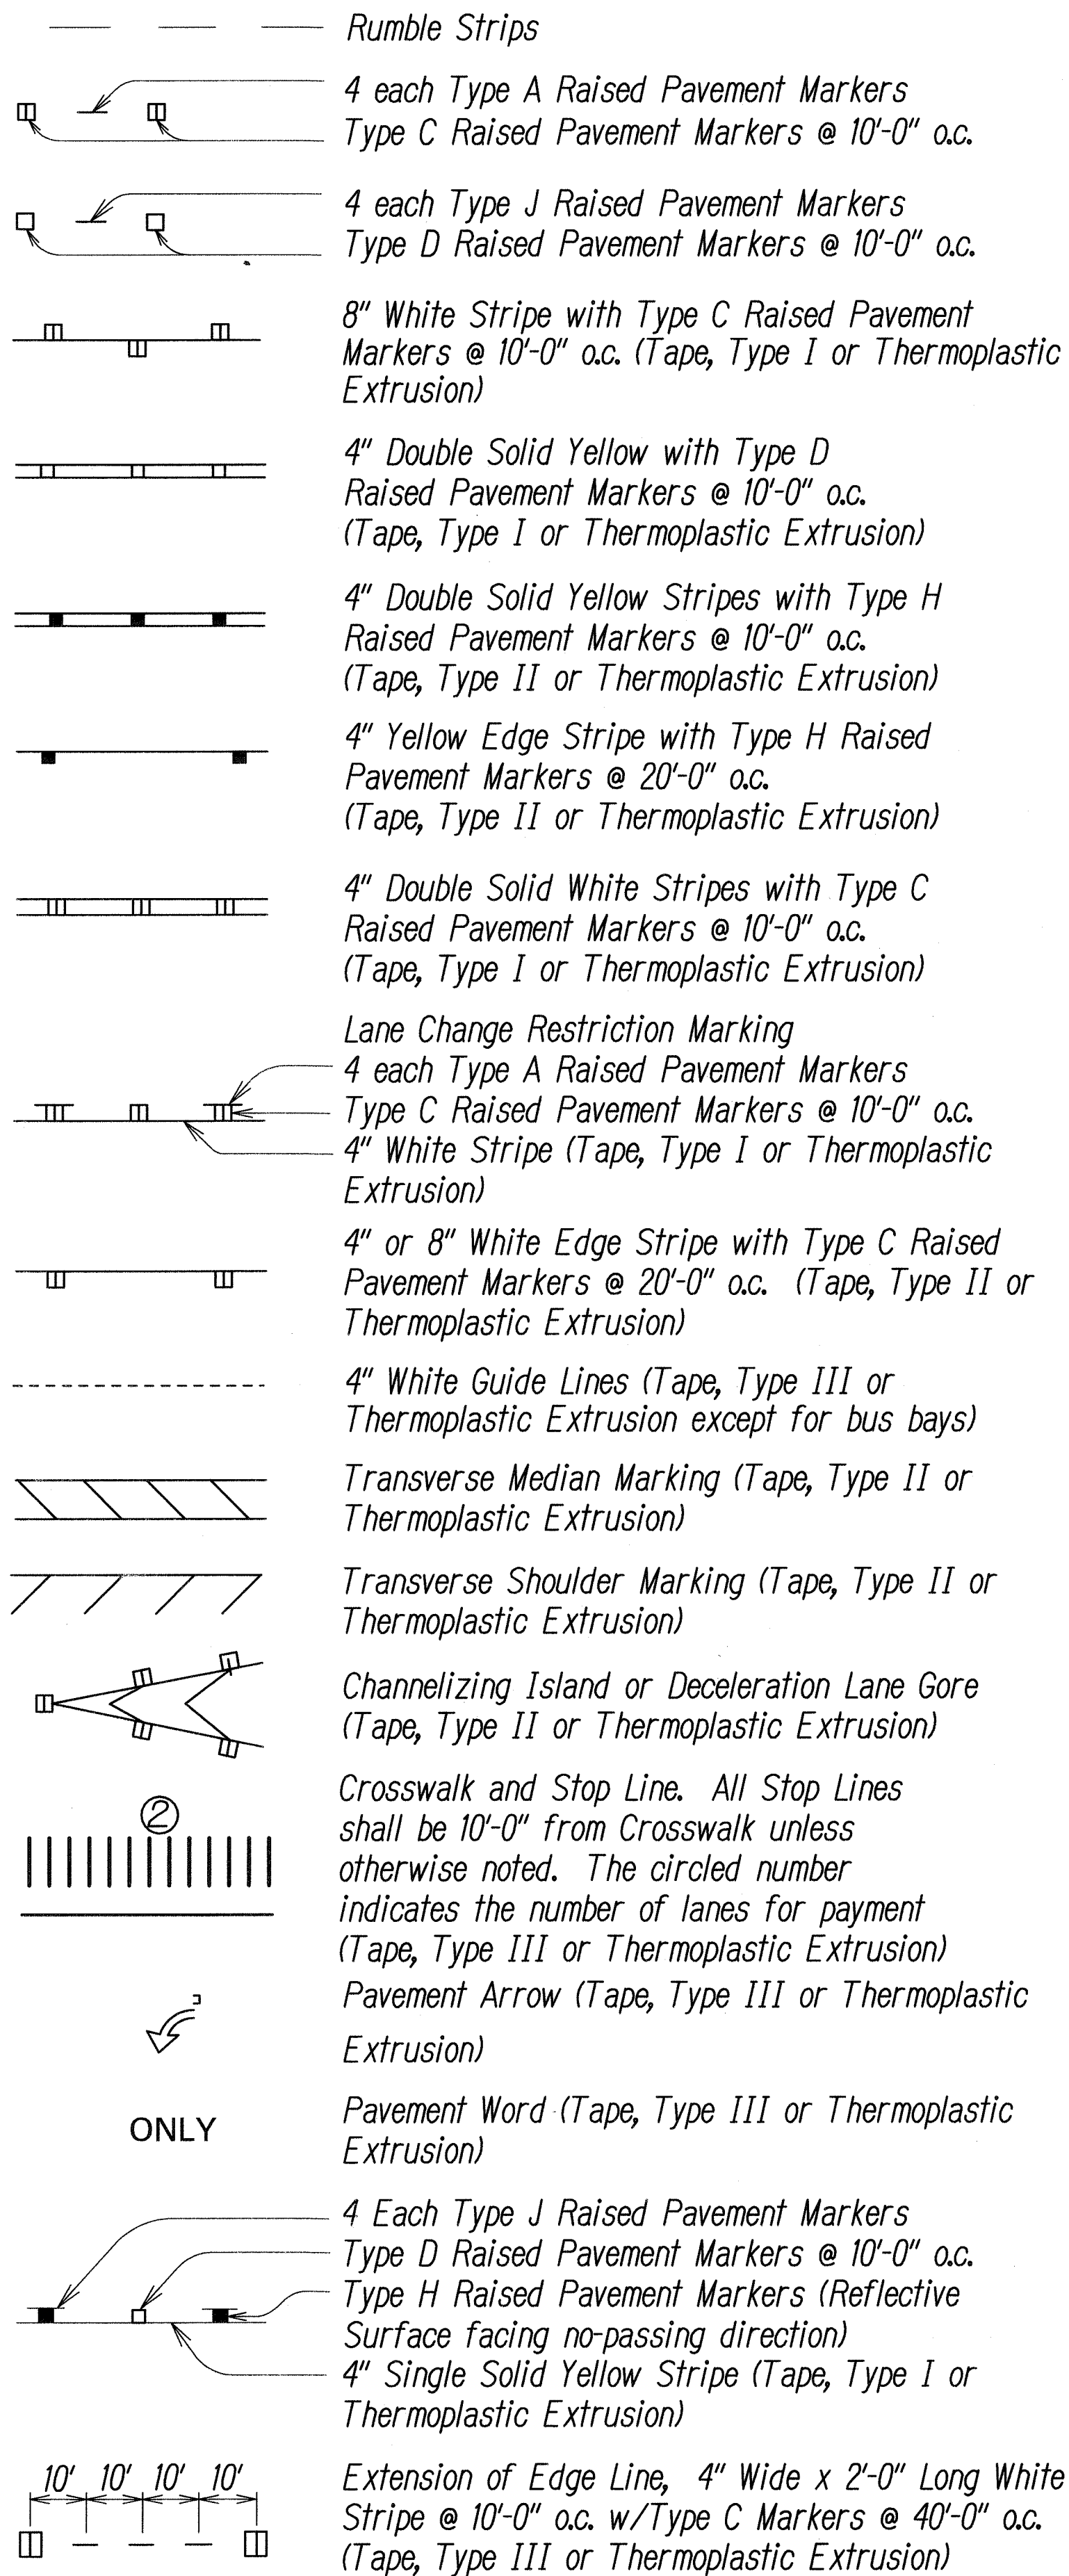 Rumble Strips
4 each Type A Raised Pavement Markers
Type C Raised Pavement Markers @ 10'-0" o.c.
4 each Type J Raised Pavement Markers
Type D Raised Pavement Markers @ 10'-0" o.c.
8" White Stripe with Type C Raised Pavement
Markers @ 10'-0" o.c. (Tape, Type I or Thermoplastic
Extrusion)
4" Double Solid Yellow with Type D
Raised Pavement Markers @ 10'-0" o.c.
(Tape, Type I or Thermoplastic Extrusion)
4" Double Solid Yellow Stripes with Type H
Raised Pavement Markers @ 10'-0" o.c.
(Tape, Type II or Thermoplastic Extrusion)
4" Yellow Edge Stripe with Type H Raised
Pavement Markers @ 20'-0" o.c.
(Tape, Type II or Thermoplastic Extrusion)
4" Double Solid White Stripes with Type C
Raised Pavement Markers @ 10'-0" o.c.
(Tape, Type I or Thermoplastic Extrusion)
Lane Change Restriction Marking
4 each Type A Raised Pavement Markers
Type C Raised Pavement Markers @ 10'-0" o.c.
4" White Stripe (Tape, Type I or Thermoplastic
Extrusion)
4" or 8" White Edge Stripe with Type C Raised
Pavement Markers @ 20'-0" o.c. (Tape, Type II or
Thermoplastic Extrusion)
4" White Guide Lines (Tape, Type III or
Thermoplastic Extrusion except for bus bays)
Transverse Median Marking (Tape, Type II or
Thermoplastic Extrusion)
Transverse Shoulder Marking (Tape, Type II or
Thermoplastic Extrusion)
Channelizing Island or Deceleration Lane Gore
(Tape, Type II or Thermoplastic Extrusion)
2
Crosswalk and Stop Line. All Stop Lines
shall be 10'-0" from Crosswalk unless
otherwise noted. The circled number
indicates the number of lanes for payment
(Tape, Type III or Thermoplastic Extrusion)
Pavement Arrow (Tape, Type III or Thermoplastic
Extrusion)
ONLY
Pavement Word (Tape, Type III or Thermoplastic
Extrusion)
4 Each Type J Raised Pavement Markers
Type D Raised Pavement Markers @ 10'-0" o.c.
Type H Raised Pavement Markers (Reflective
Surface facing no-passing direction)
4" Single Solid Yellow Stripe (Tape, Type I or
Thermoplastic Extrusion)
10' 10' 10' 10'
Extension of Edge Line, 4" Wide x 2'-0" Long White
Stripe @ 10'-0" o.c. w/Type C Markers @ 40'-0" o.c.
(Tape, Type III or Thermoplastic Extrusion)